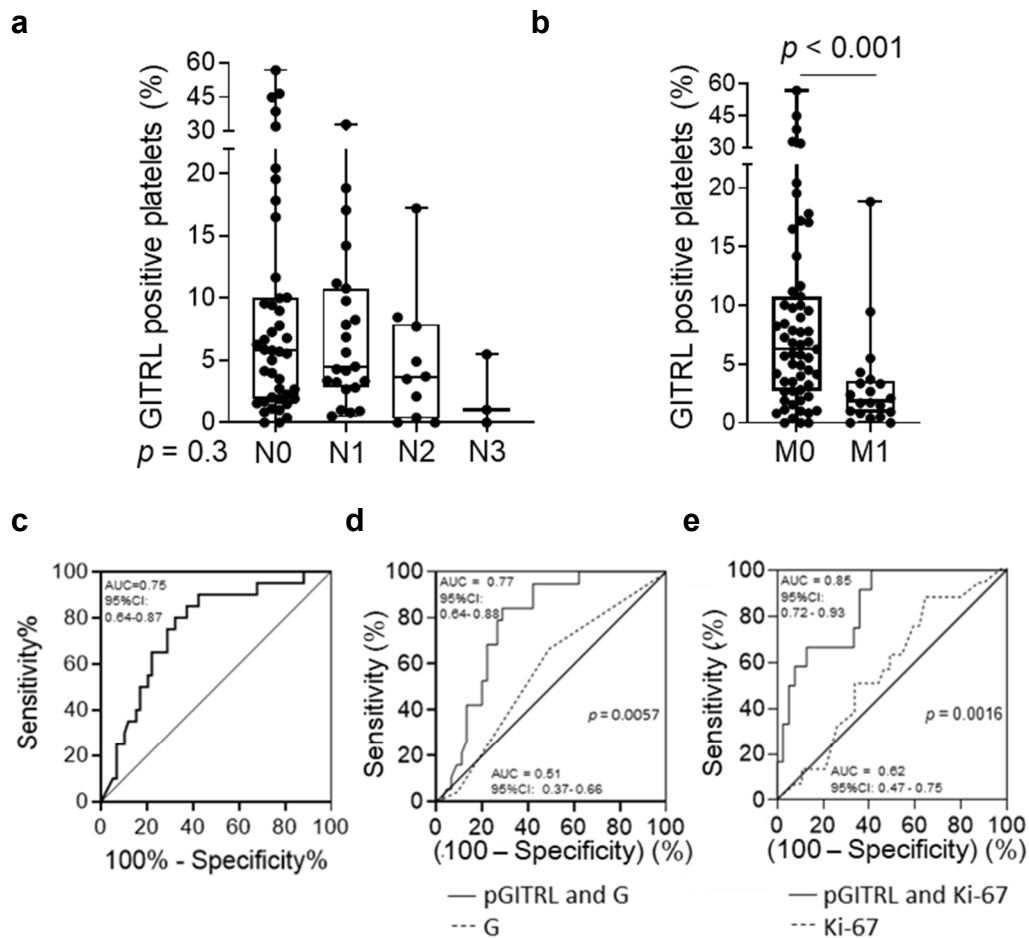 a
GITRL positive platelets (%)
60
45
30
20
15
10
5
0
p = 0.3
N0 N1 N2 N3
b
p < 0.001
GITRL positive platelets (%)
60
45
30
20
15
10
5
0
M0 M1
c
Sensitivity%
100
80
60
40
20
0
AUC=0.75
95%CI:
0.64-0.87
0 20 40 60 80 100
100% - Specificity%
d
Sensitivity (%)
100
80
60
40
20
0
AUC = 0.77
95%CI:
0.64-0.88
p = 0.0057
AUC = 0.51
95%CI: 0.37-0.66
0 20 40 60 80 100
(100 – Specificity) (%)
pGITRL and G
G
e
Sensitivity (%)
100
80
60
40
20
0
AUC = 0.85
95%CI:
0.72-0.93
p = 0.0016
AUC = 0.62
95%CI: 0.47-0.75
0 20 40 60 80 100
(100 – Specificity) (%)
pGITRL and Ki-67
Ki-67